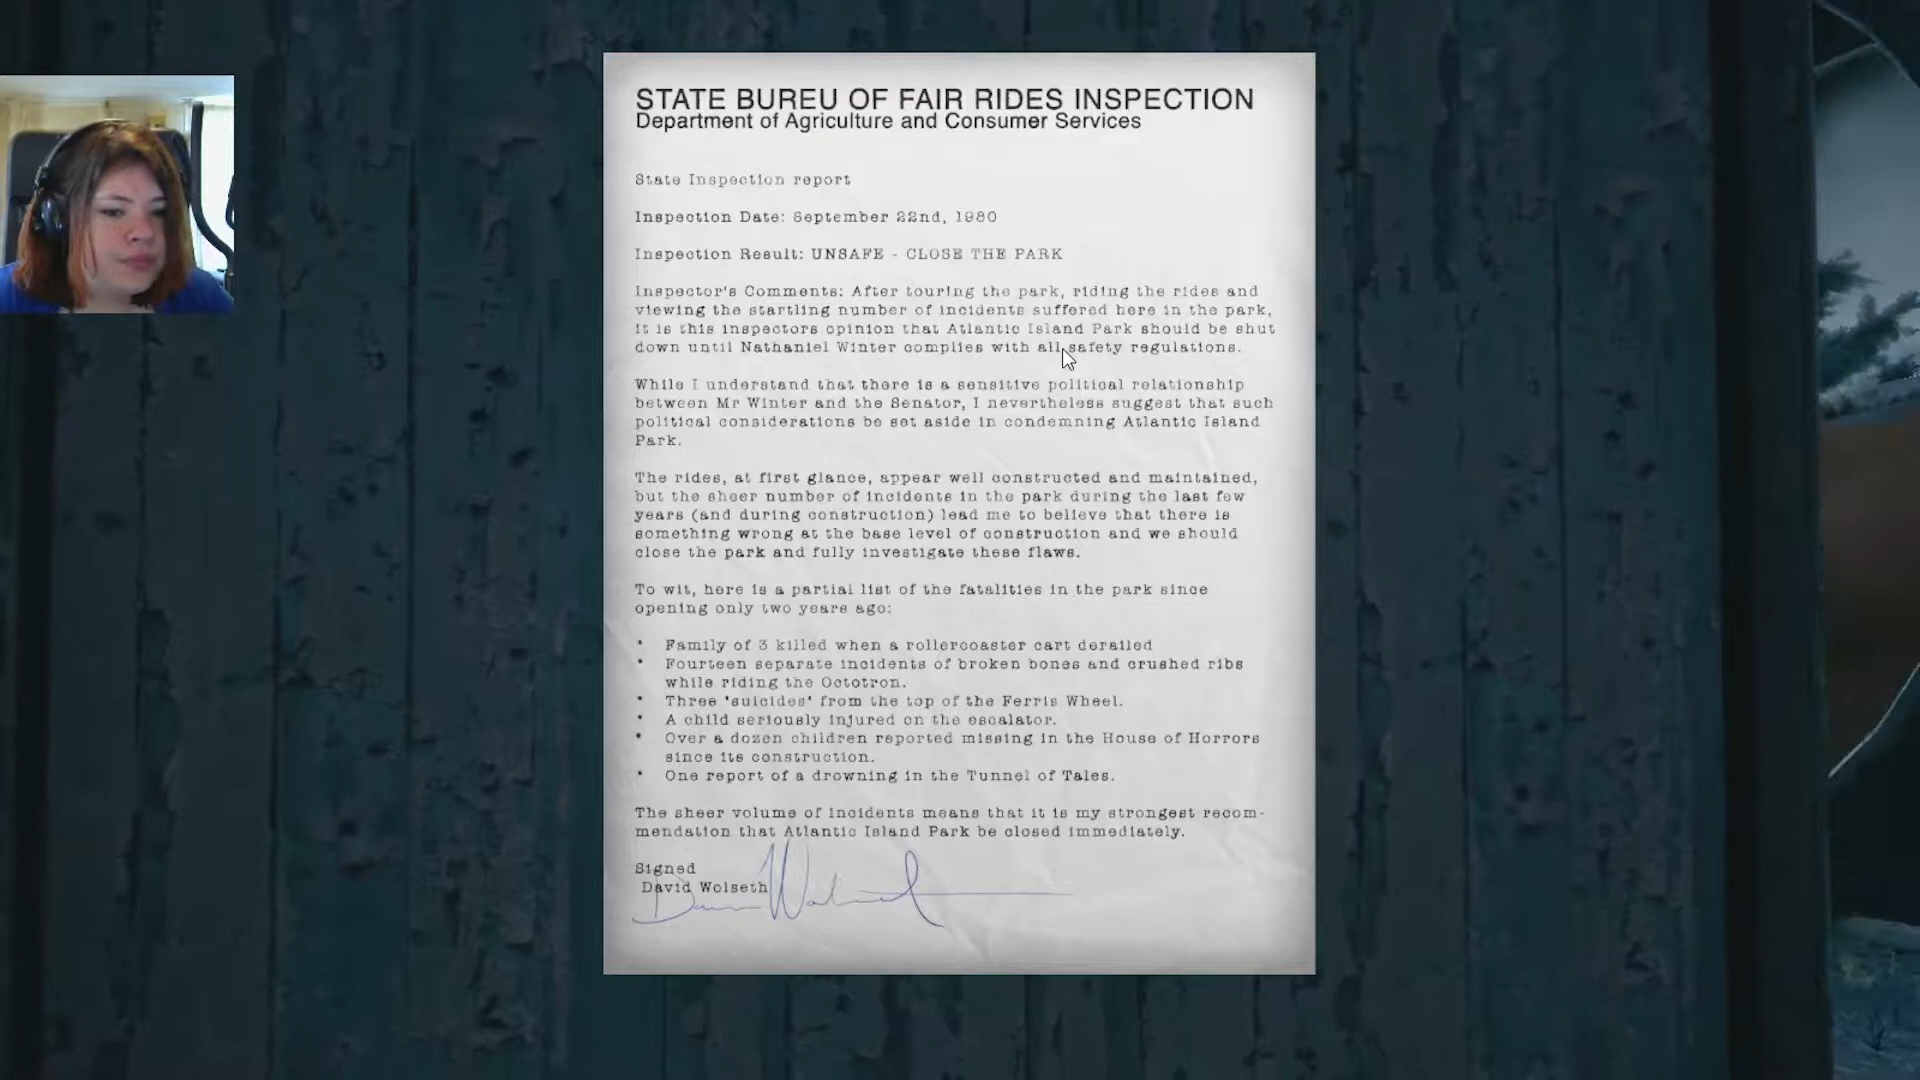 STATE BUREU OF FAIR RIDES INSPECTION
Department of Agriculture and Consumer Services
State Inspection report
Inspection Date: September 22nd, 1980
Inspection Result: UNSAFE - CLOSE THE PARK
Inspector's Comments: After touring the park, riding the rides and
viewing the startling number of incidents suffered here in the park,
it is this inspectors opinion that Atlantic Island Park should be shut
down until Nathaniel Winter complies with all safety regulations.
While I understand that there is a sensitive political relationship
between Mr Winter and the Senator, I nevertheless suggest that such
political considerations be set aside in condemning Atlantic Island
Park.
The rides, at first glance, appear well constructed and maintained,
but the sheer number of incidents in the park during the last few
years (and during construction) lead me to believe that there is
something wrong at the base level of construction and we should
close the park and fully investigate these flaws.
To wit, here is a partial list of the fatalities in the park since
opening only two years ago:
* Family of 3 killed when a rollercoaster cart derailed
* Fourteen separate incidents of broken bones and crushed ribs
while riding the Octotron.
* Three 'suicides' from the top of the Ferris Wheel.
* A child seriously injured on the escalator.
* Over a dozen children reported missing in the House of Horrors
since its construction.
* One report of a drowning in the Tunnel of Tales.
The sheer volume of incidents means that it is my strongest recom-
mendation that Atlantic Island Park be closed immediately.
Signed
David Wolseth